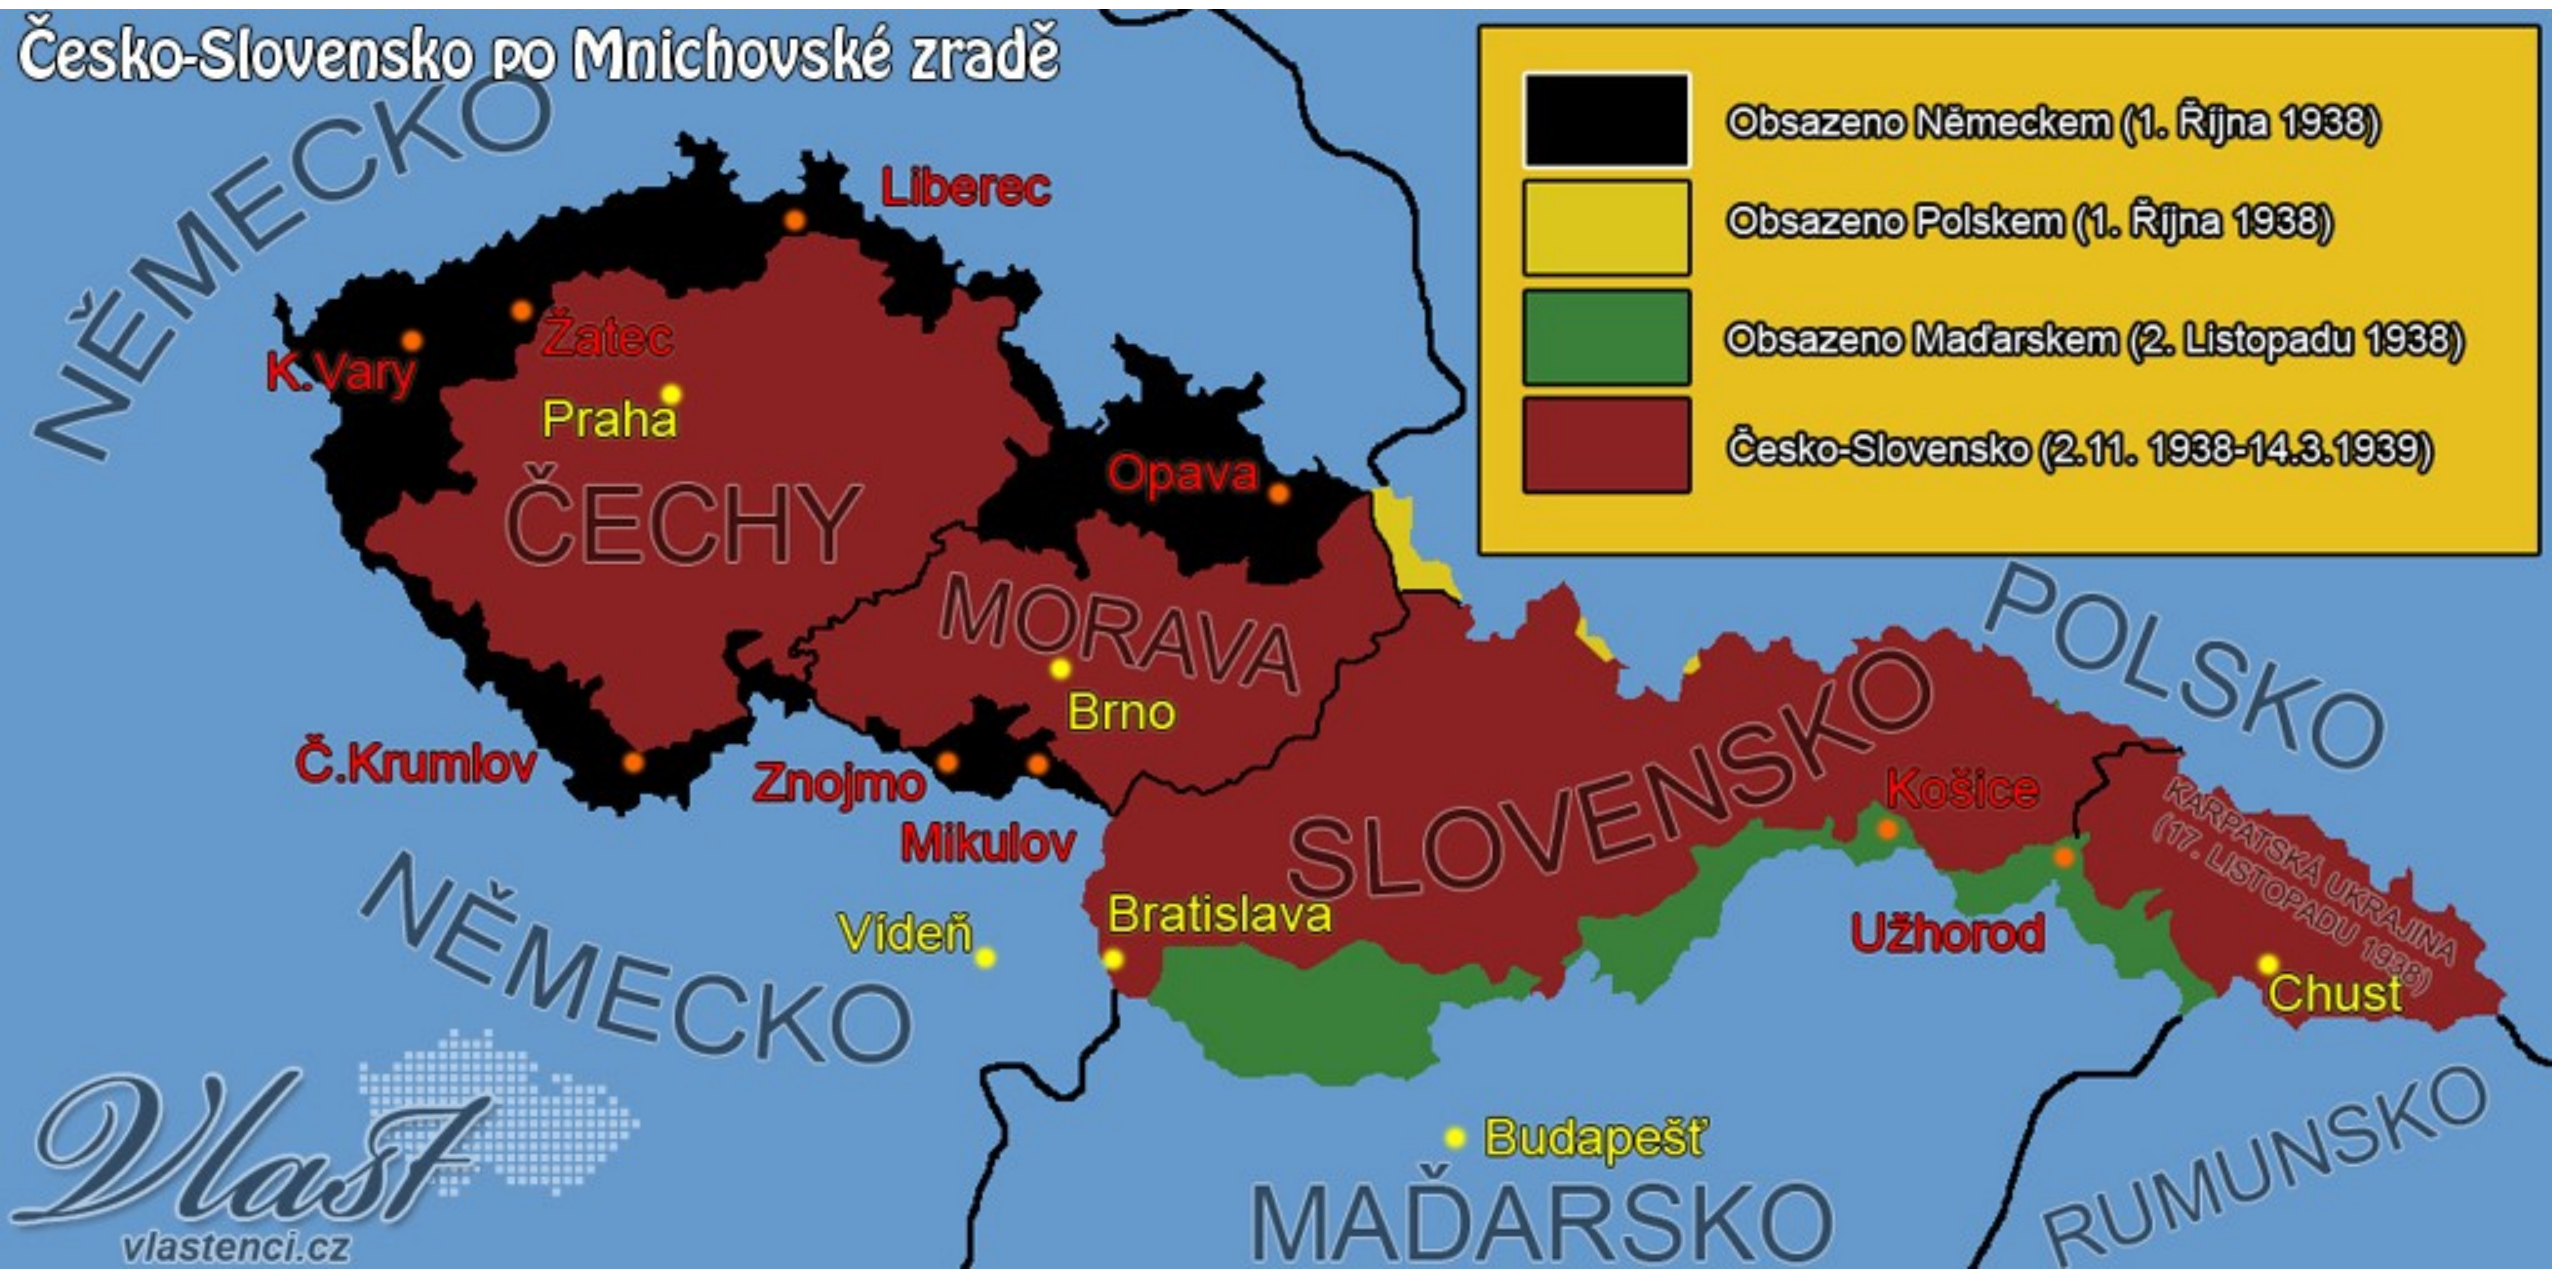 Česko-Slovensko po Mnichovské zradě
Obsazeno Německem (1. Října 1938)
Obsazeno Polskem (1. Října 1938)
Obsazeno Maďarskem (2. Listopadu 1938)
Česko-Slovensko (2.11. 1938-14.3.1939)
NĚMECKO
Liberec
Žatec
K.Vary
Praha
ČECHY
Opava
MORAVA
Brno
POLSKO
SLOVENSKO
Č.Krumlov
Znojmo
Mikulov
Košice
KARPATSKÁ UKRAJINA
(17. LISTOPADU 1938)
Vídeň
Bratislava
Užhorod
Chust
NĚMECKO
Budapešť
MAĎARSKO
RUMUNSKO
Vlast
vlastenci.cz